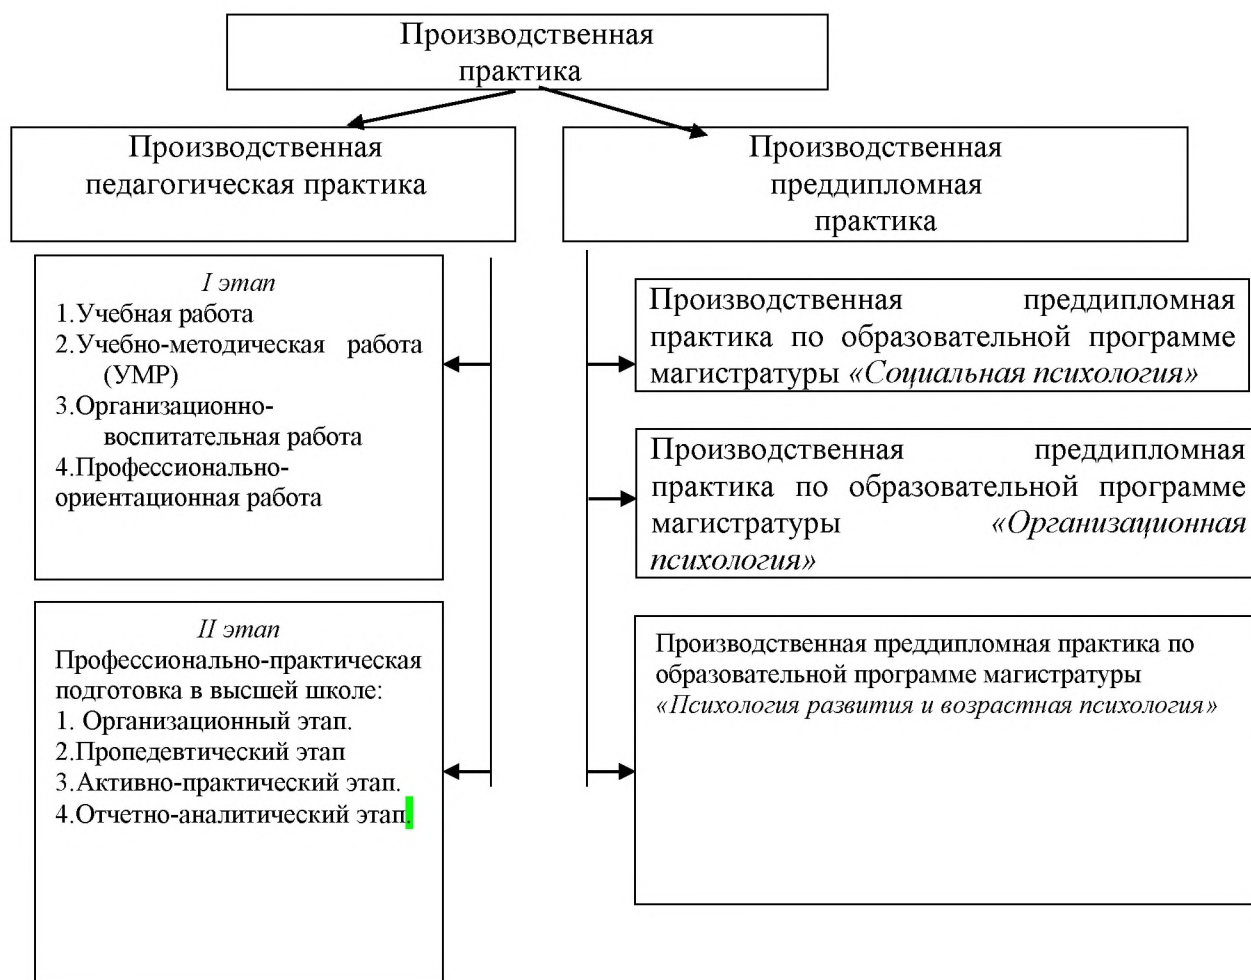 Производственная
практика
Производственная
педагогическая практика
Производственная
преддипломная
практика
I этап
1.Учебная работа
2.Учебно-методическая работа
(УМР)
3.Организационно-
воспитательная работа
4.Профессионально-
ориентационная работа
II этап
Профессионально-практическая
подготовка в высшей школе:
1. Организационный этап.
2.Пропедевтический этап
3.Активно-практический этап.
4.Отчетно-аналитический этап.
Производственная преддипломная
практика по образовательной программе
магистратуры «Социальная психология»
Производственная преддипломная
практика по образовательной программе
магистратуры «Организационная
психология»
Производственная преддипломная практика по
образовательной программе магистратуры
«Психология развития и возрастная психология»